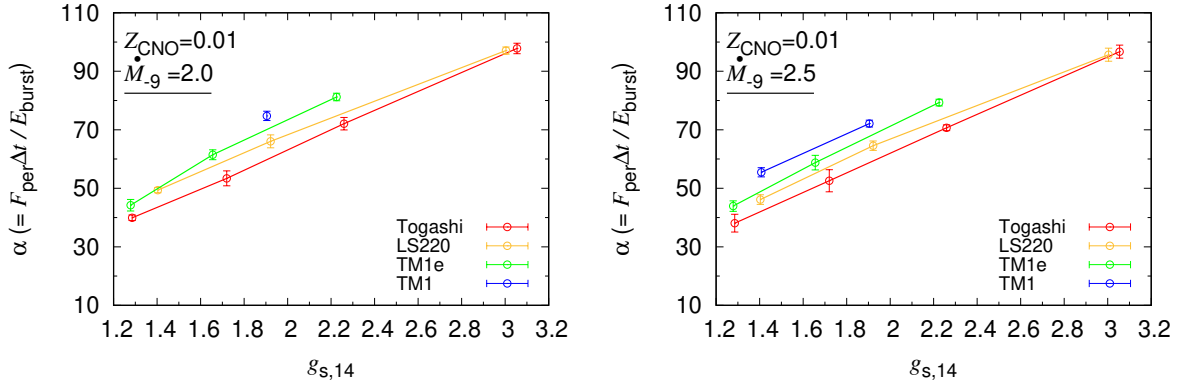 110
90
70
50
30
10
α (= F_per Δt / E_burst)
Z_CNO=0.01
Ṁ_-9 =2.0
Togashi
LS220
TM1e
TM1
1.2 1.4 1.6 1.8 2 2.2 2.4 2.6 2.8 3 3.2
g_s,14
110
90
70
50
30
10
α (= F_per Δt / E_burst)
Z_CNO=0.01
Ṁ_-9 =2.5
Togashi
LS220
TM1e
TM1
1.2 1.4 1.6 1.8 2 2.2 2.4 2.6 2.8 3 3.2
g_s,14